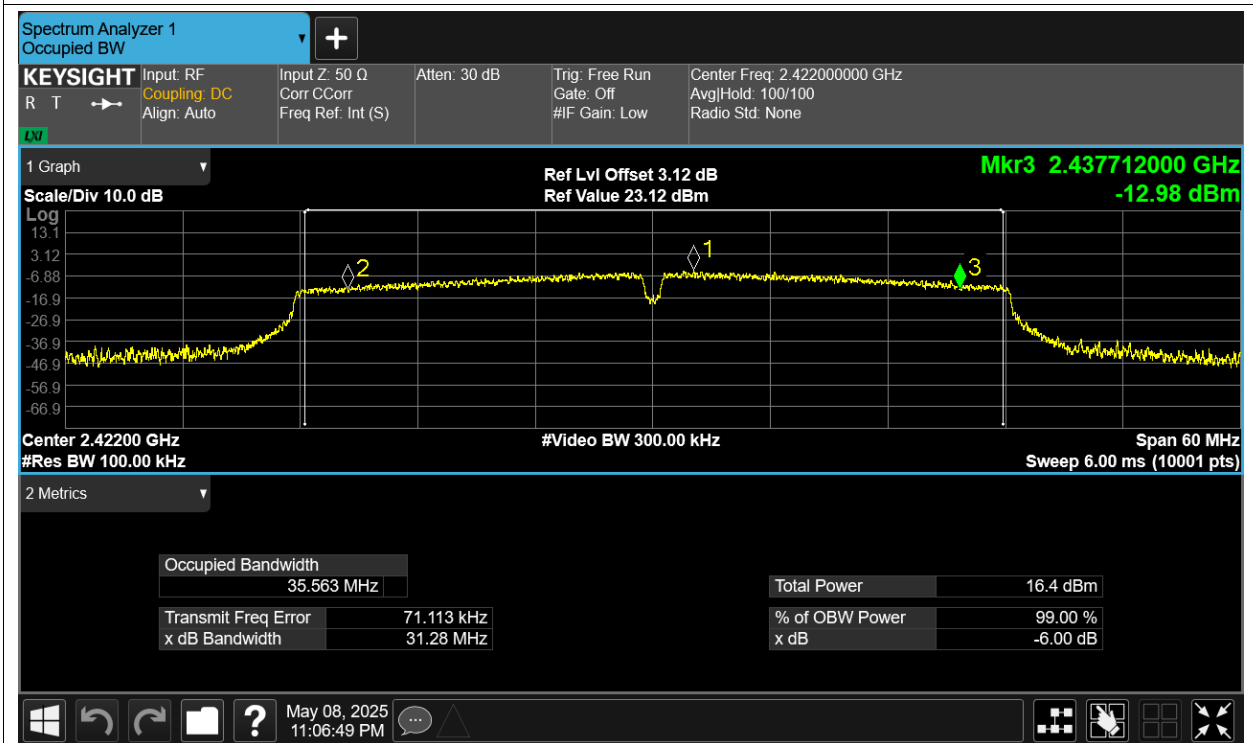 Spectrum Analyzer 1
Occupied BW
KEYSIGHT
R T
LXI
Input: RF
Coupling: DC
Align: Auto
Input Z: 50 Ω
Corr CCorr
Freq Ref: Int (S)
Atten: 30 dB
Trig: Free Run
Gate: Off
#IF Gain: Low
Center Freq: 2.422000000 GHz
Avg|Hold: 100/100
Radio Std: None
1 Graph
Scale/Div 10.0 dB
Ref Lvl Offset 3.12 dB
Ref Value 23.12 dBm
Mkr3 2.437712000 GHz
-12.98 dBm
Log
13.1
3.12
-6.88
-16.9
-26.9
-36.9
-46.9
-56.9
-66.9
2
1
3
Center 2.42200 GHz
#Res BW 100.00 kHz
#Video BW 300.00 kHz
Span 60 MHz
Sweep 6.00 ms (10001 pts)
2 Metrics
Occupied Bandwidth
35.563 MHz
Transmit Freq Error 71.113 kHz
x dB Bandwidth 31.28 MHz
Total Power 16.4 dBm
% of OBW Power 99.00 %
x dB -6.00 dB
?
May 08, 2025
11:06:49 PM